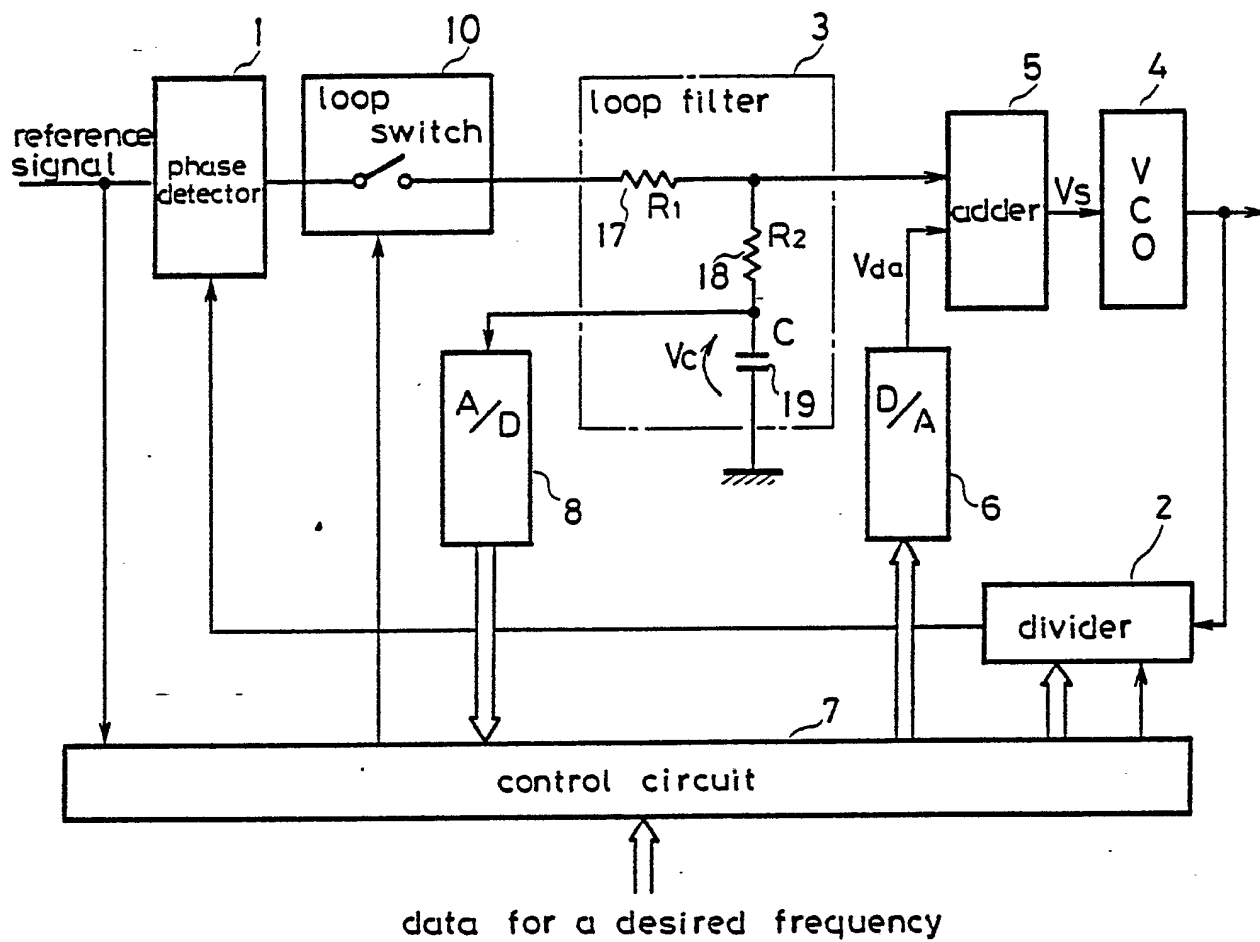 1
10
3
5
4
loop
switch
loop filter
reference
signal
phase
detector
R1
17
R2
18
adder
Vs
V
C
O
Vda
C
Vc
19
A/D
8
D/A
6
2
divider
7
control circuit
data for a desired frequency